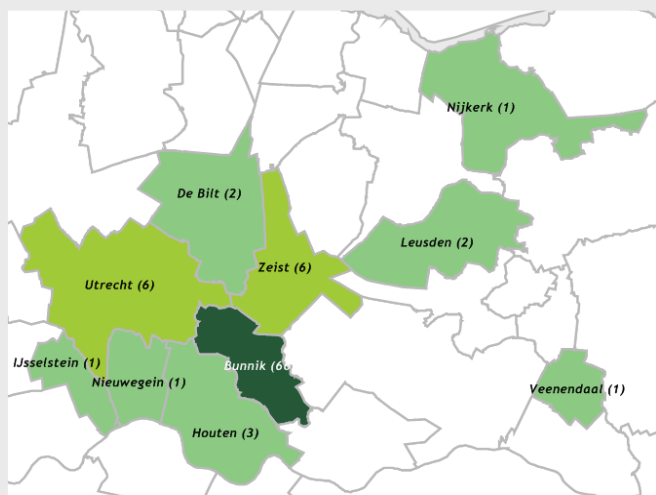 Nijkerk (1)
De Bilt (2)
Leusden (2)
Zeist (6)
Utrecht (6)
IJsselstein (1)
Bunnik (66
Nieuwegein (1)
Veenendaal (1)
Houten (3)